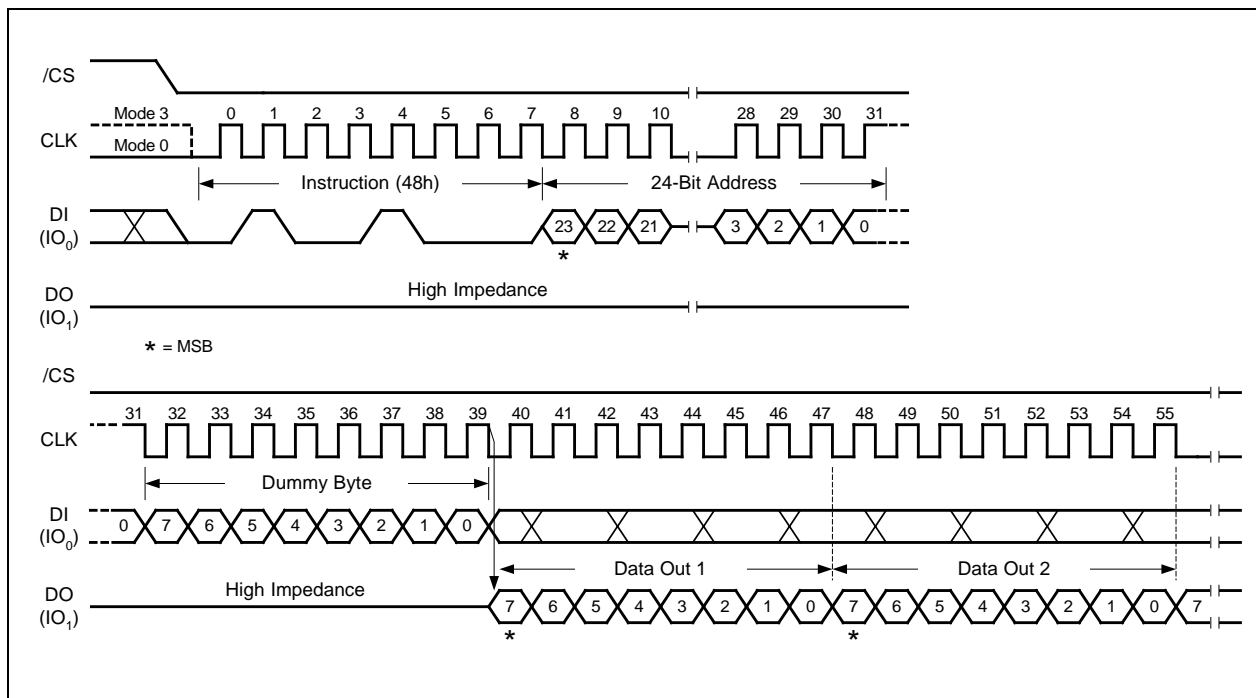 /CS
Mode 3 0 1 2 3 4 5 6 7 8 9 10 28 29 30 31
CLK
Mode 0
Instruction (48h) 24-Bit Address
DI
(IO0)
23 22 21 3 2 1 0
*
High Impedance
DO
(IO1)
* = MSB
/CS
31 32 33 34 35 36 37 38 39 40 41 42 43 44 45 46 47 48 49 50 51 52 53 54 55
CLK
Dummy Byte
DI
(IO0)
0 7 6 5 4 3 2 1 0
Data Out 1 Data Out 2
High Impedance
DO
(IO1)
7 6 5 4 3 2 1 0 7 6 5 4 3 2 1 0 7
* *